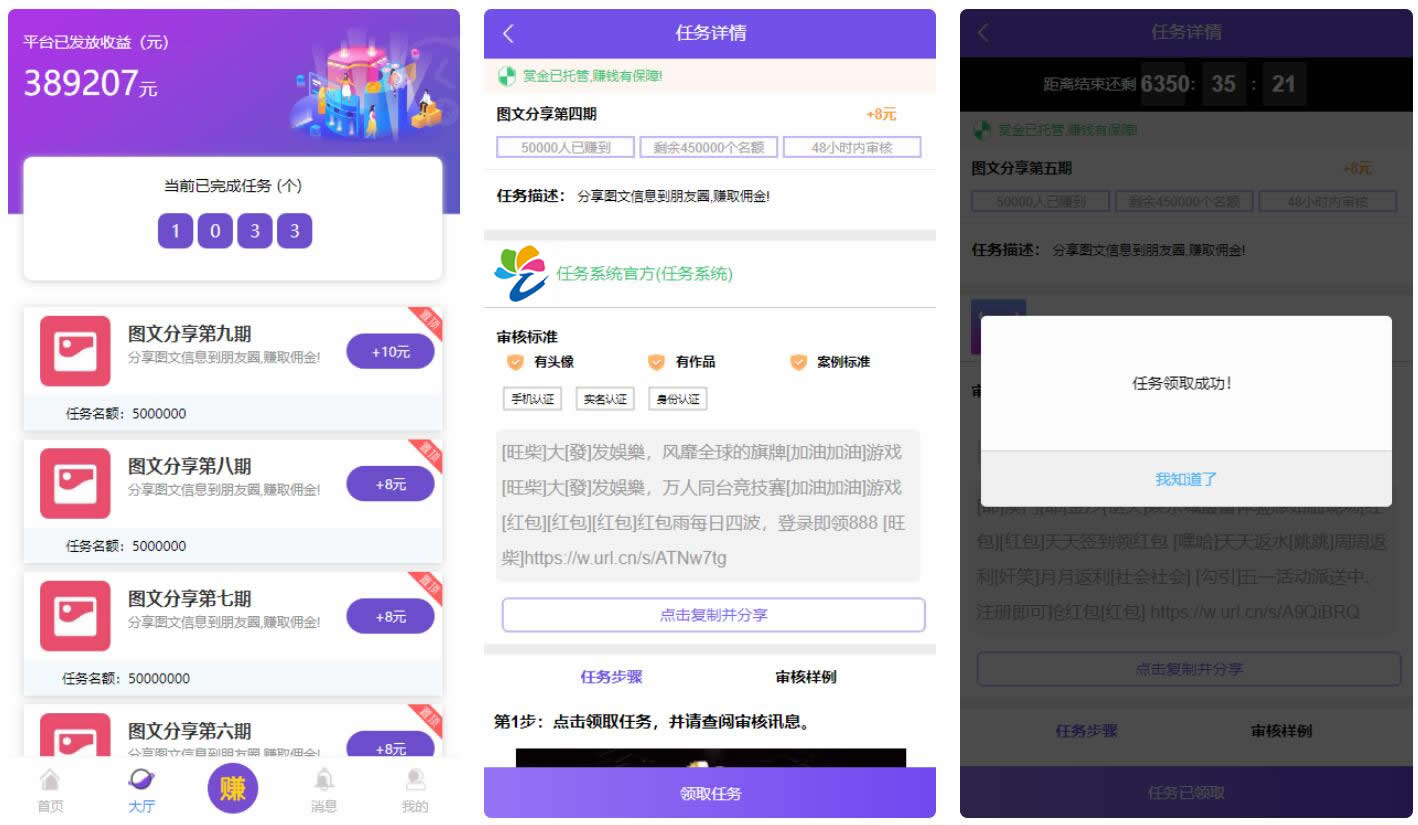 平台已发放收益（元）
389207元
当前已完成任务 (个)
1 0 3 3
置顶
图文分享第九期
分享图文信息到朋友圈,赚取佣金!
+10元
任务名额：5000000
置顶
图文分享第八期
分享图文信息到朋友圈,赚取佣金!
+8元
任务名额：5000000
置顶
图文分享第七期
分享图文信息到朋友圈,赚取佣金!
+8元
任务名额：50000000
置顶
图文分享第六期
分享图文信息到朋友圈,赚取佣金!
+8元
首页 大厅 赚 消息 我的
任务详情
赏金已托管,赚钱有保障!
图文分享第四期 +8元
50000人已赚到 剩余450000个名额 48小时内审核
任务描述： 分享图文信息到朋友圈,赚取佣金!
任务系统官方(任务系统)
审核标准
有头像 有作品 案例标准
手机认证 实名认证 身份认证
[旺柴]大[發]发娱樂，风靡全球的旗牌[加油加油]游戏
[旺柴]大[發]发娱樂，万人同台竞技赛[加油加油]游戏
[红包][红包][红包]红包雨每日四波，登录即领888 [旺
柴]https://w.url.cn/s/ATNw7tg
点击复制并分享
任务步骤 审核样例
第1步：点击领取任务，并请查阅审核讯息。
领取任务
任务详情
距离结束还剩 6350: 35 : 21
赏金已托管,赚钱有保障!
图文分享第五期 +8元
50000人已赚到 剩余450000个名额 48小时内审核
任务描述： 分享图文信息到朋友圈,赚取佣金!
任务领取成功!
我知道了
包][红包]天天签到领红包 [嘿哈]天天返水[跳跳]周周返
利[奸笑]月月返利[社会社会] [勾引]五一活动派送中、
注册即可抢红包[红包] https://w.url.cn/s/A9QiBRQ
点击复制并分享
任务步骤 审核样例
任务已领取